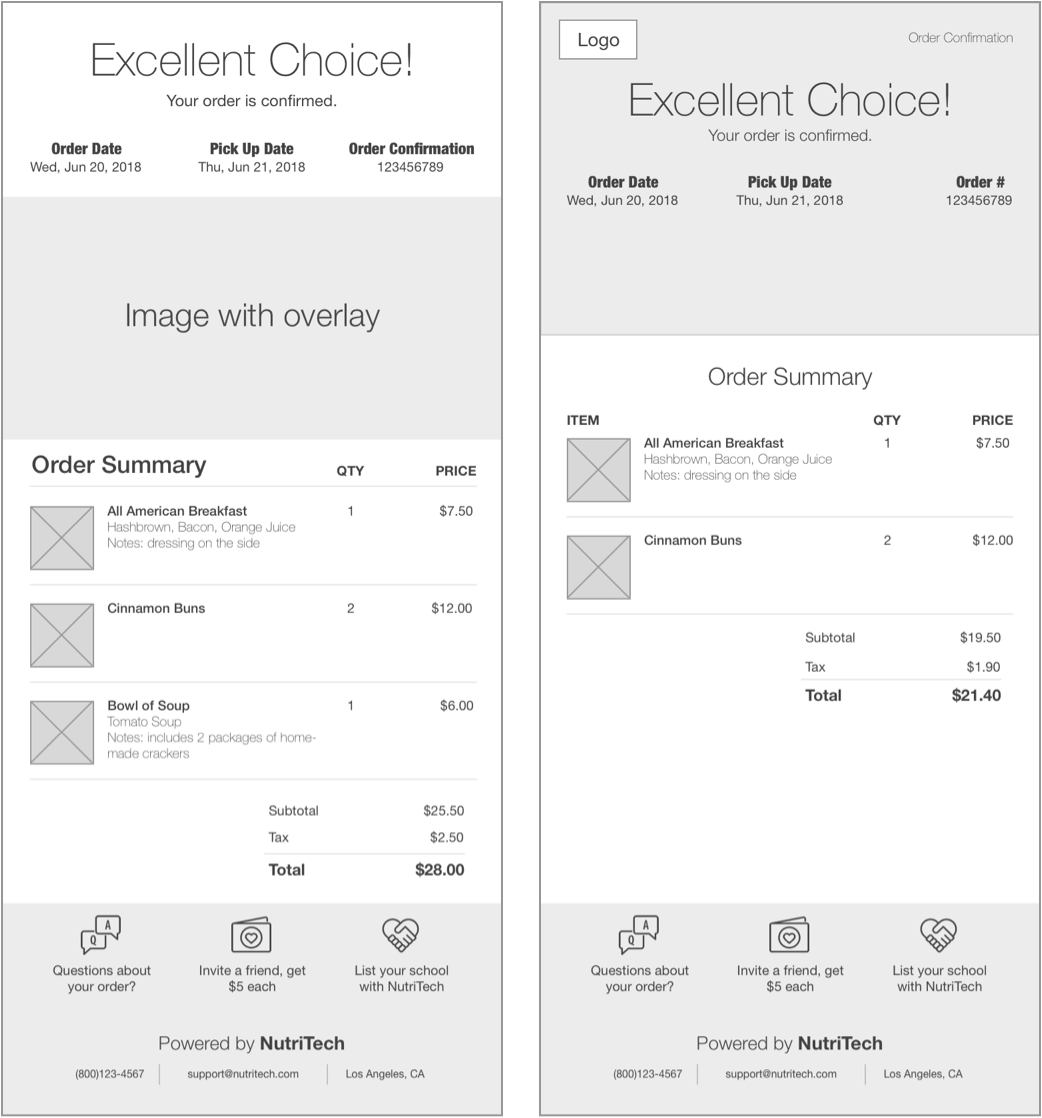 Excellent Choice!
Your order is confirmed.
Order Date Pick Up Date Order Confirmation
Wed, Jun 20, 2018 Thu, Jun 21, 2018 123456789
Image with overlay
Order Summary QTY PRICE
All American Breakfast 1 $7.50
Hashbrown, Bacon, Orange Juice
Notes: dressing on the side
Cinnamon Buns 2 $12.00
Bowl of Soup 1 $6.00
Tomato Soup
Notes: includes 2 packages of home-
made crackers
Subtotal $25.50
Tax $2.50
Total $28.00
Q A
Questions about
your order?
Invite a friend, get
$5 each
List your school
with NutriTech
Powered by NutriTech
(800)123-4567 support@nutritech.com Los Angeles, CA
Logo Order Confirmation
Excellent Choice!
Your order is confirmed.
Order Date Pick Up Date Order #
Wed, Jun 20, 2018 Thu, Jun 21, 2018 123456789
Order Summary
ITEM QTY PRICE
All American Breakfast 1 $7.50
Hashbrown, Bacon, Orange Juice
Notes: dressing on the side
Cinnamon Buns 2 $12.00
Subtotal $19.50
Tax $1.90
Total $21.40
Q A
Questions about
your order?
Invite a friend, get
$5 each
List your school
with NutriTech
Powered by NutriTech
(800)123-4567 support@nutritech.com Los Angeles, CA